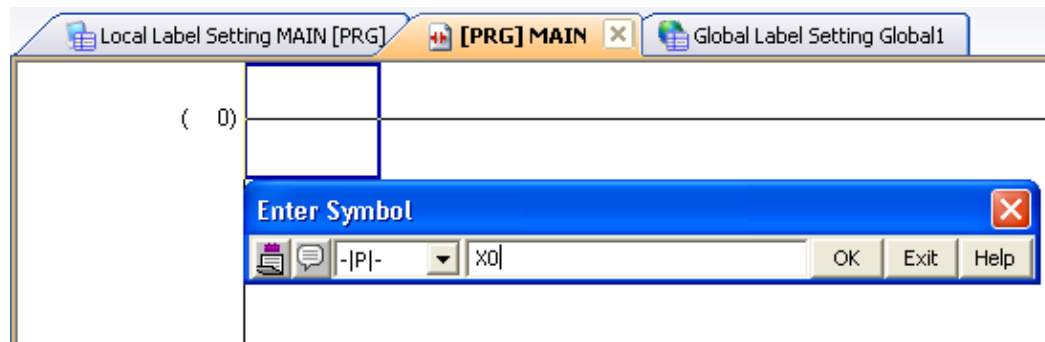 Local Label Setting MAIN [PRG] [PRG] MAIN Global Label Setting Global1
( 0)
Enter Symbol
-|P|- X0 OK Exit Help